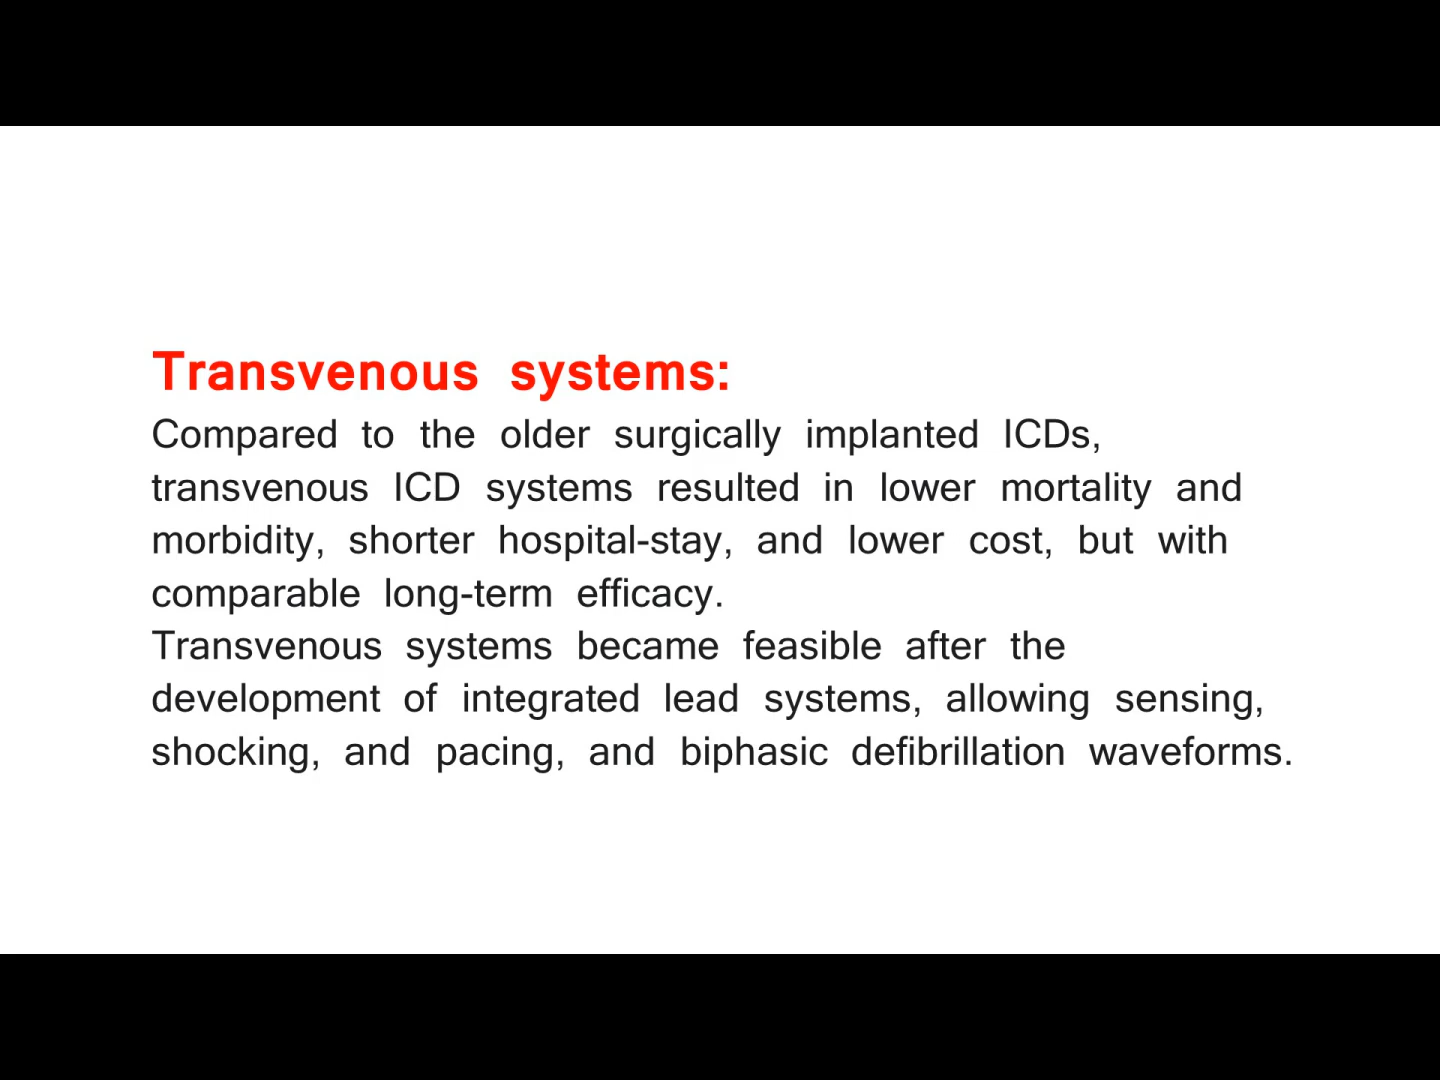 Transvenous systems:
Compared to the older surgically implanted ICDs,
transvenous ICD systems resulted in lower mortality and
morbidity, shorter hospital-stay, and lower cost, but with
comparable long-term efficacy.
Transvenous systems became feasible after the
development of integrated lead systems, allowing sensing,
shocking, and pacing, and biphasic defibrillation waveforms.